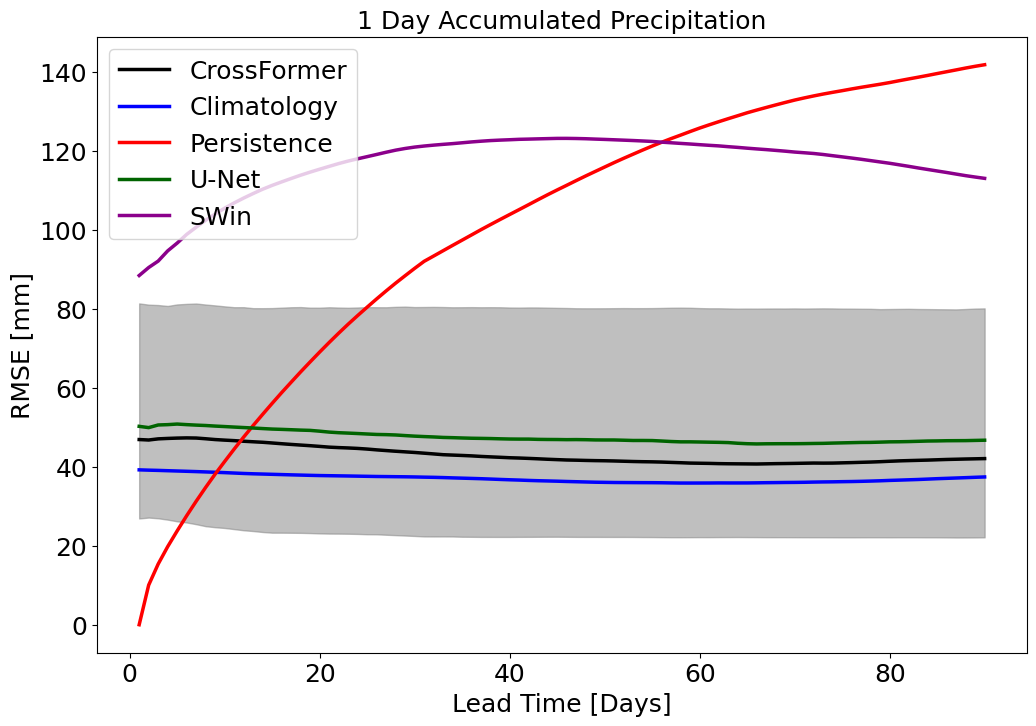 1 Day Accumulated Precipitation
CrossFormer
Climatology
Persistence
U-Net
SWin
RMSE [mm]
140
120
100
80
60
40
20
0
0 20 40 60 80
Lead Time [Days]